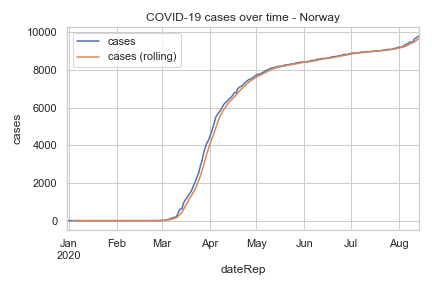 COVID-19 cases over time - Norway
cases
cases (rolling)
10000
8000
6000
4000
2000
0
cases
Jan Feb Mar Apr May Jun Jul Aug
2020
dateRep